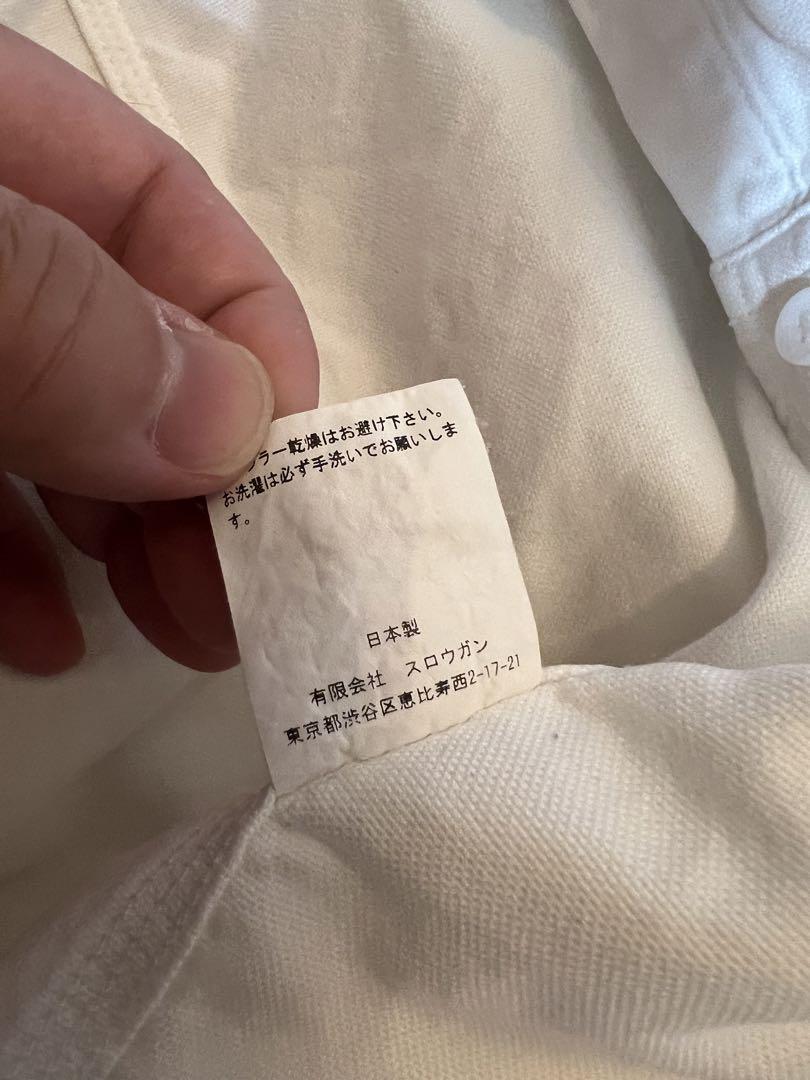 ブラー乾燥はお避け下さい。
お洗濯は必ず手洗いでお願いしま
す。
日本製
有限会社 スロウガン
東京都渋谷区恵比寿西2-17-21